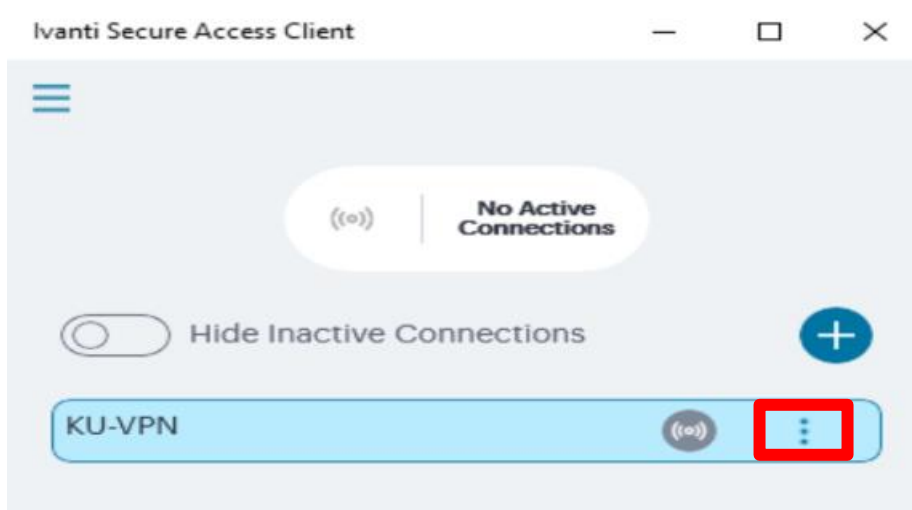 Ivanti Secure Access Client
No Active
Connections
Hide Inactive Connections
KU-VPN